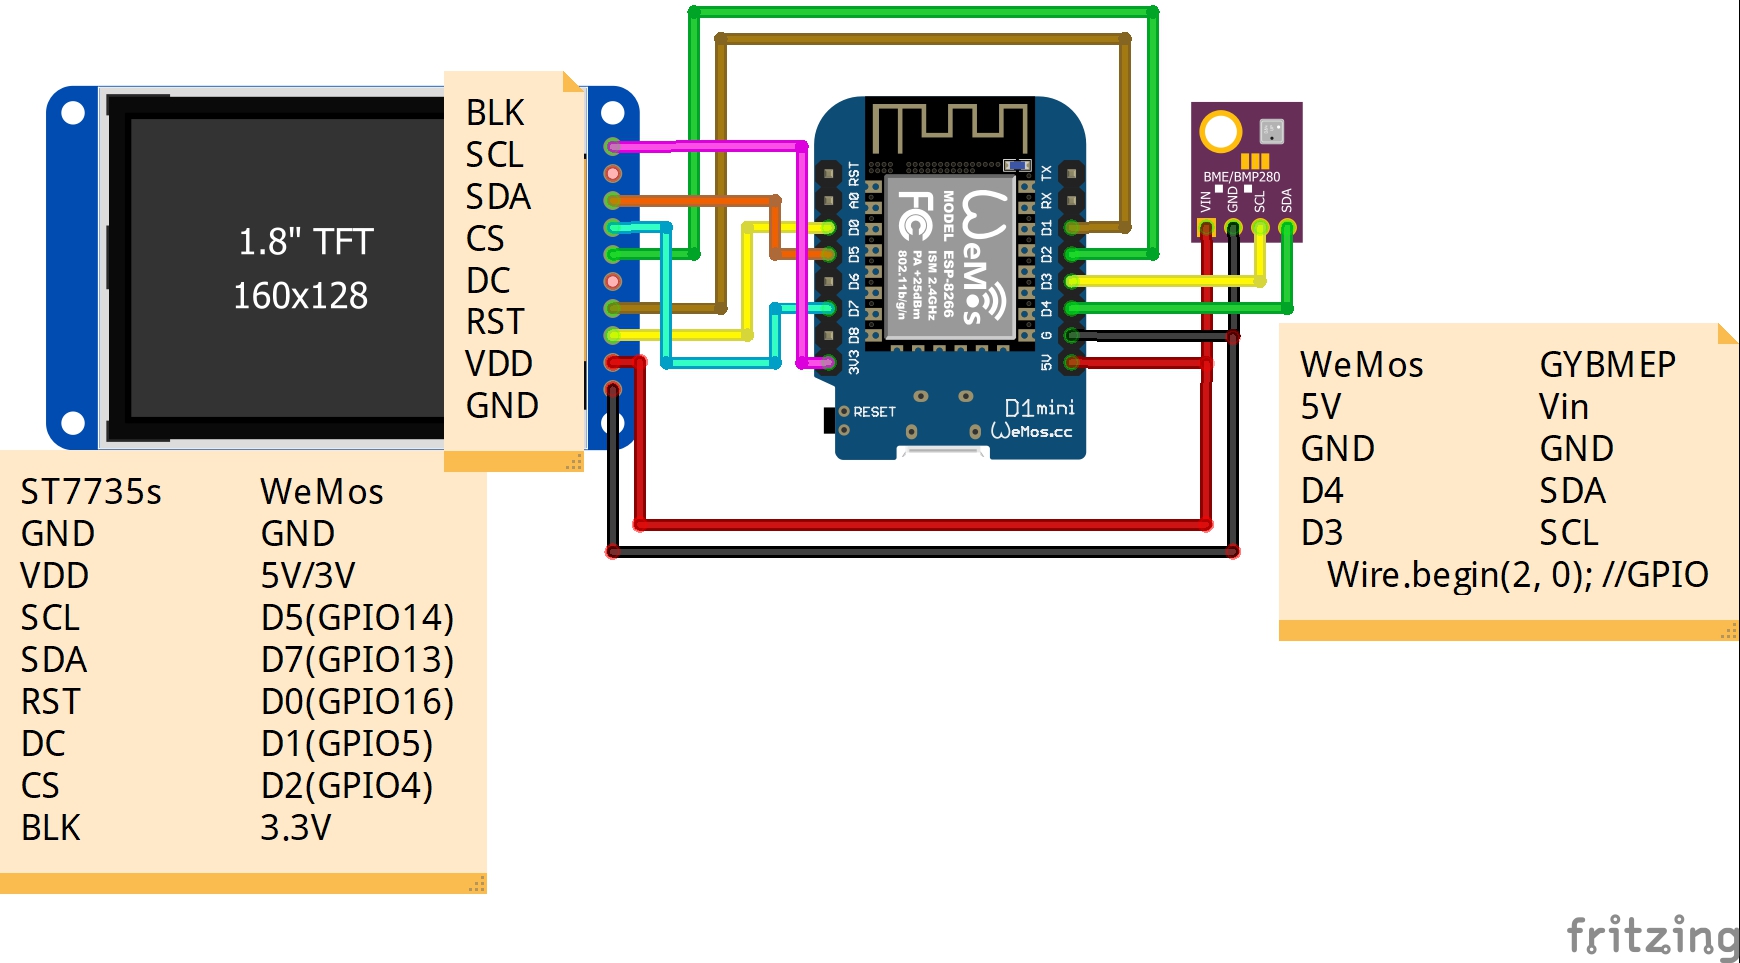 1.8" TFT
160x128
BLK
SCL
SDA
CS
DC
RST
VDD
GND
ST7735s WeMos
GND GND
VDD 5V/3V
SCL D5(GPIO14)
SDA D7(GPIO13)
RST D0(GPIO16)
DC D1(GPIO5)
CS D2(GPIO4)
BLK 3.3V
RST
A0
D0
D5
D6
D7
D8
3V3
TX
RX
D1
D2
D3
D4
G
5V
WeMos
MODEL ESP-8266
ISM 2.4GHz
PA +25dBm
802.11b/g/n
FC
RESET
D1mini
WeMos.cc
BME/BMP280
VIN
GND
SCL
SDA
WeMos GYBMEP
5V Vin
GND GND
D4 SDA
D3 SCL
Wire.begin(2, 0); //GPIO
fritzing